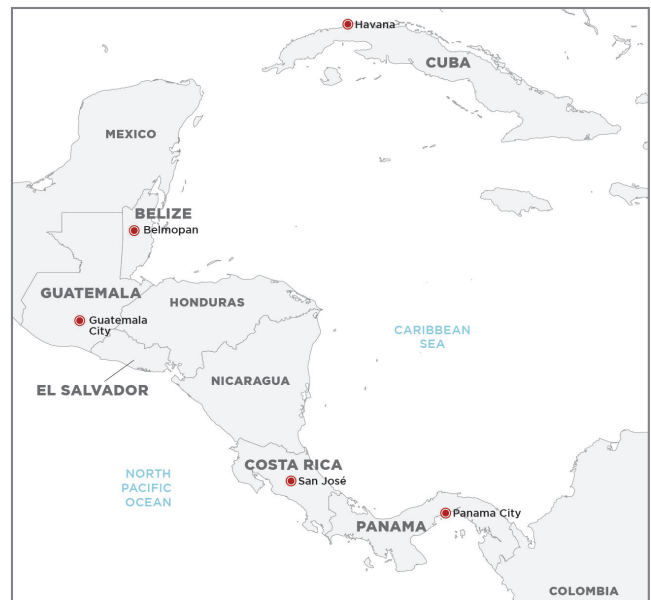 Havana
CUBA
MEXICO
BELIZE
Belmopan
GUATEMALA
HONDURAS
Guatemala
City
CARIBBEAN
SEA
EL SALVADOR
NICARAGUA
COSTA RICA
San José
NORTH
PACIFIC
OCEAN
PANAMA
Panama City
COLOMBIA